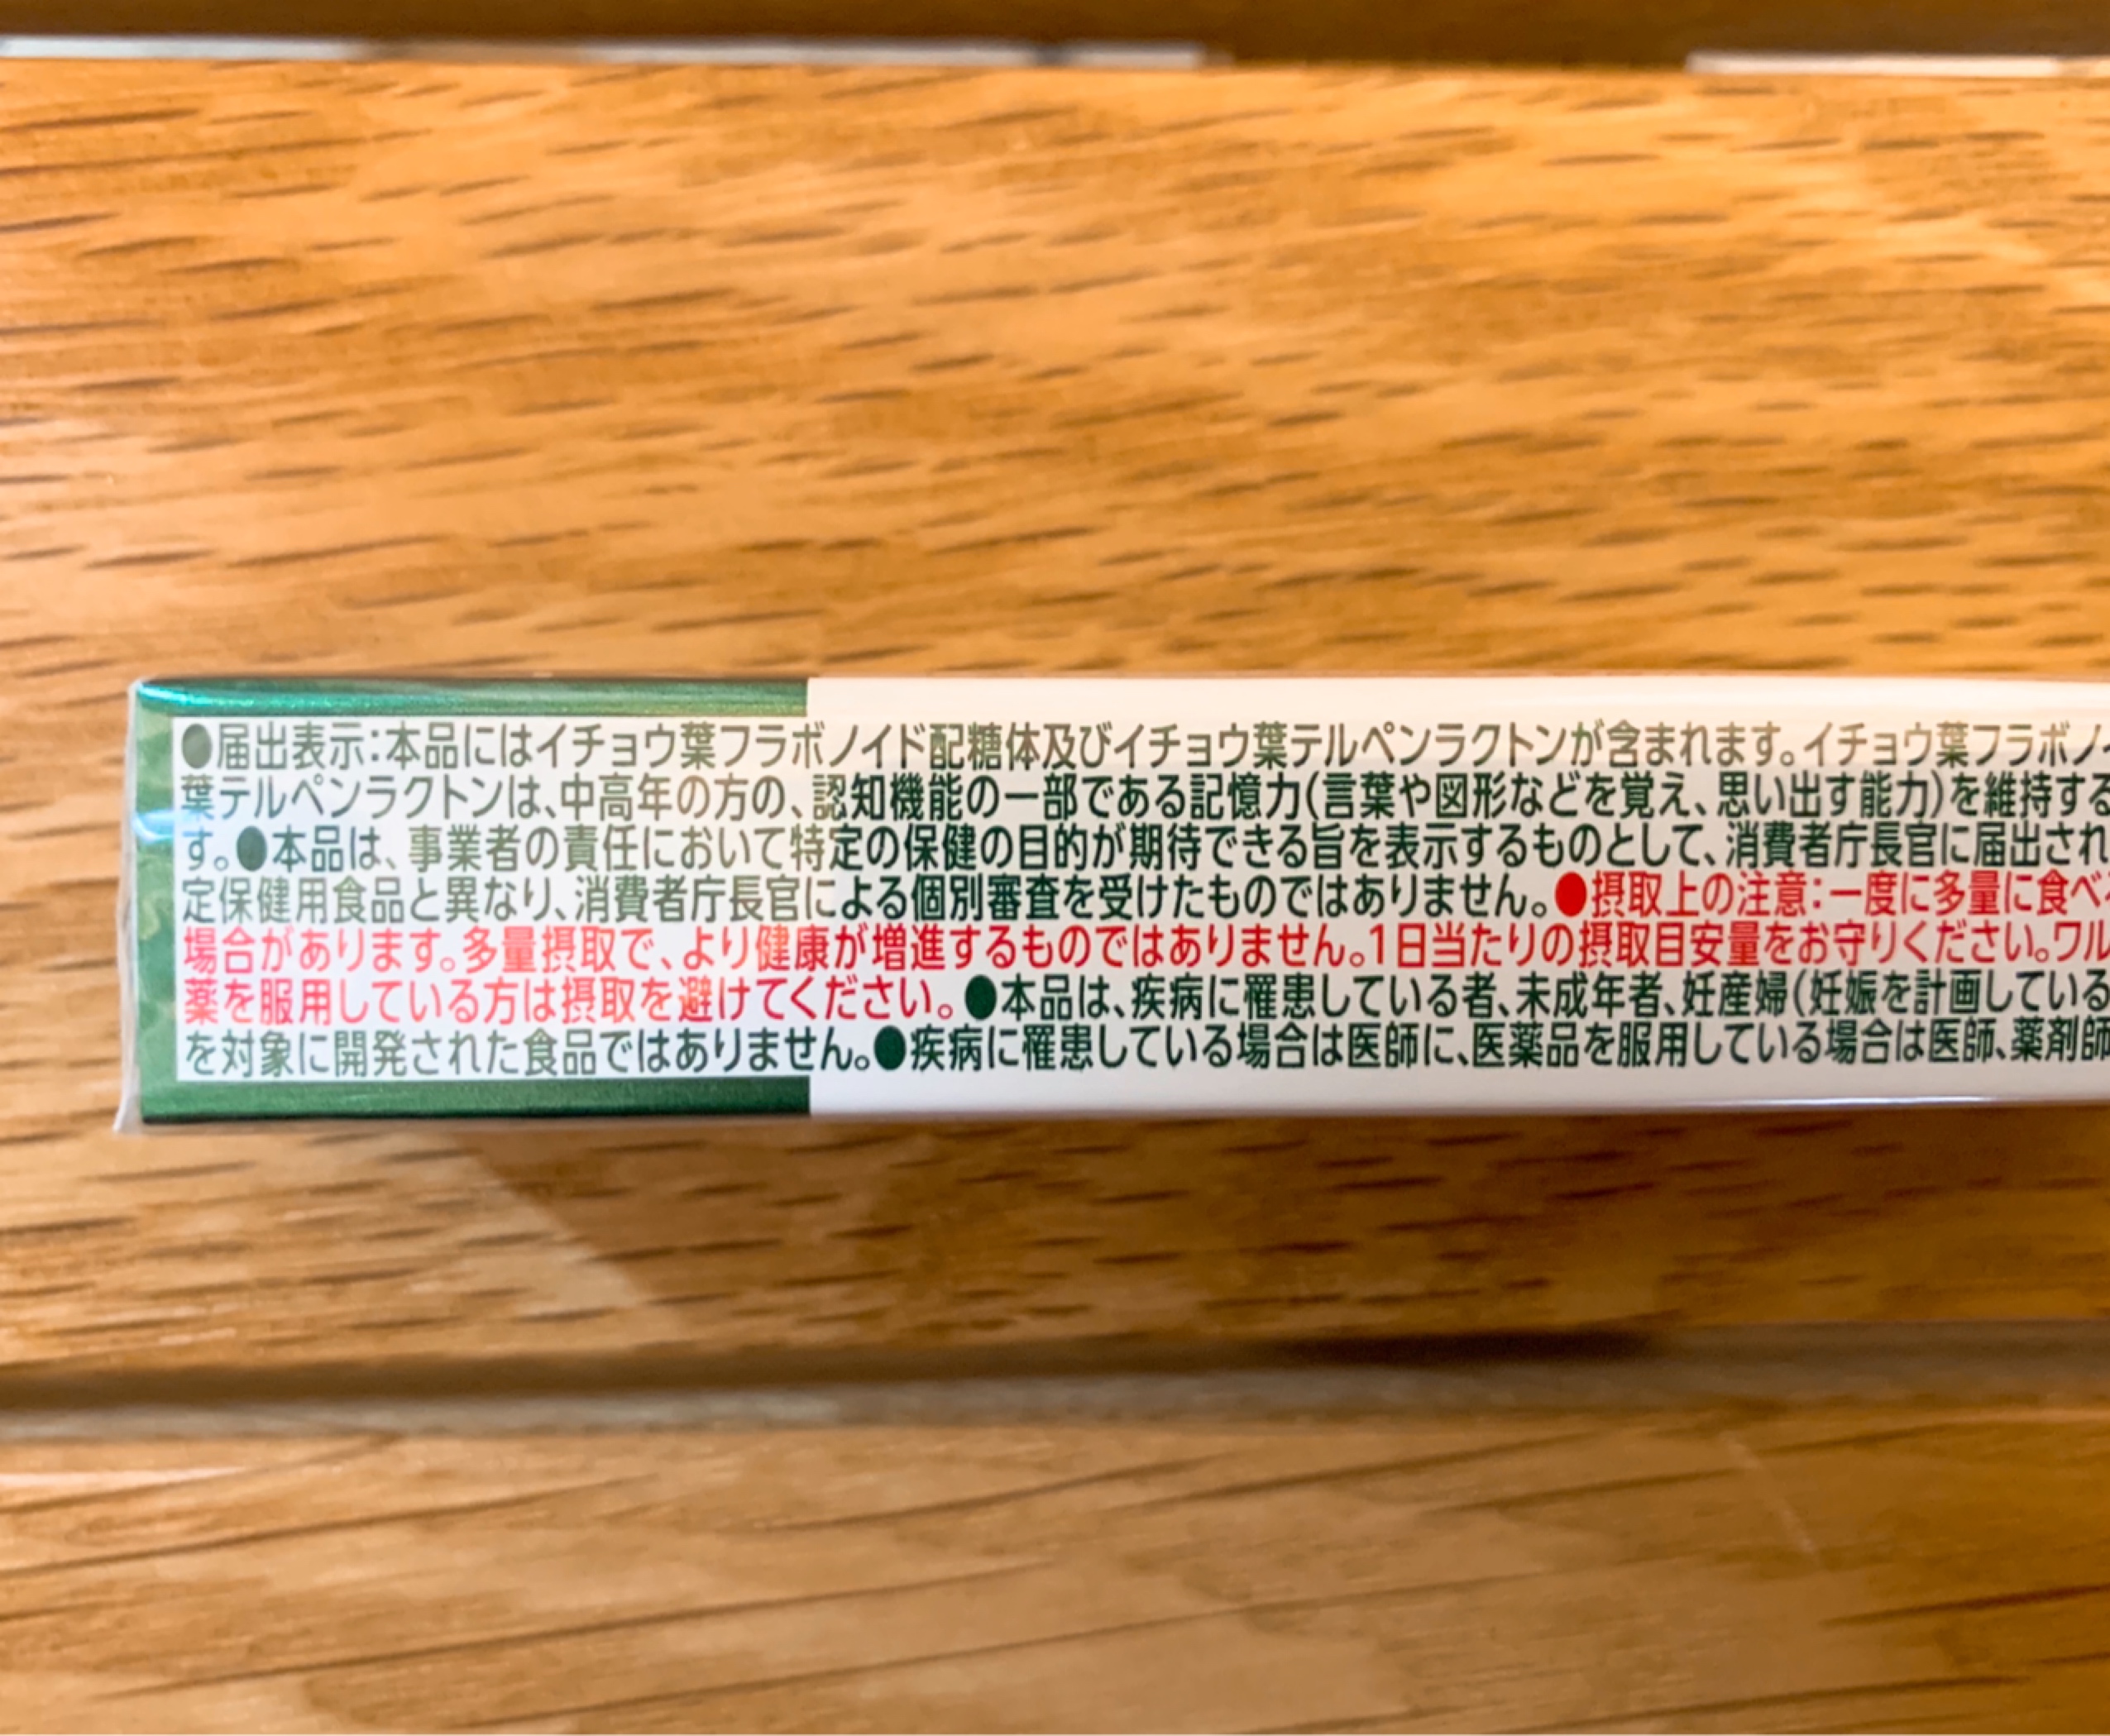 ●届出表示：本品にはイチョウ葉フラボノイド配糖体及びイチョウ葉テルペンラクトンが含まれます。イチョウ葉フラボノイ
葉テルペンラクトンは、中高年の方の、認知機能の一部である記憶力（言葉や図形などを覚え、思い出す能力）を維持する
す。●本品は、事業者の責任において特定の保健の目的が期待できる旨を表示するものとして、消費者庁長官に届出され
定保健用食品と異なり、消費者庁長官による個別審査を受けたものではありません。●摂取上の注意：一度に多量に食べ
場合があります。多量摂取で、より健康が増進するものではありません。1日当たりの摂取目安量をお守りください。ワル
薬を服用している方は摂取を避けてください。●本品は、疾病に罹患している者、未成年者、妊産婦（妊娠を計画している
を対象に開発された食品ではありません。●疾病に罹患している場合は医師に、医薬品を服用している場合は医師、薬剤師